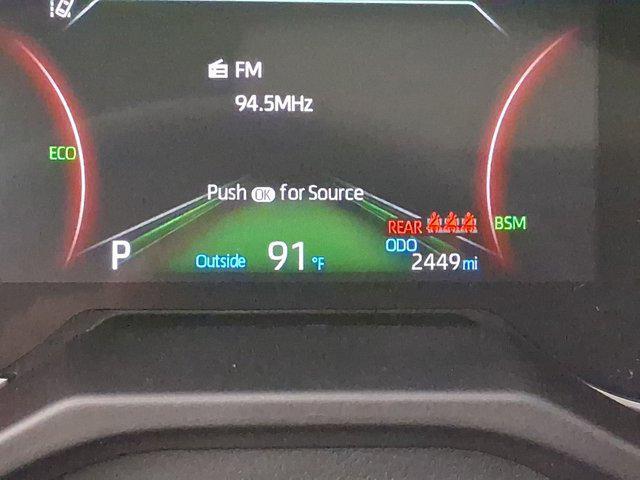 FM
94.5MHz
ECO
Push OK for Source
REAR
BSM
P
Outside 91°F
ODO
2449 mi